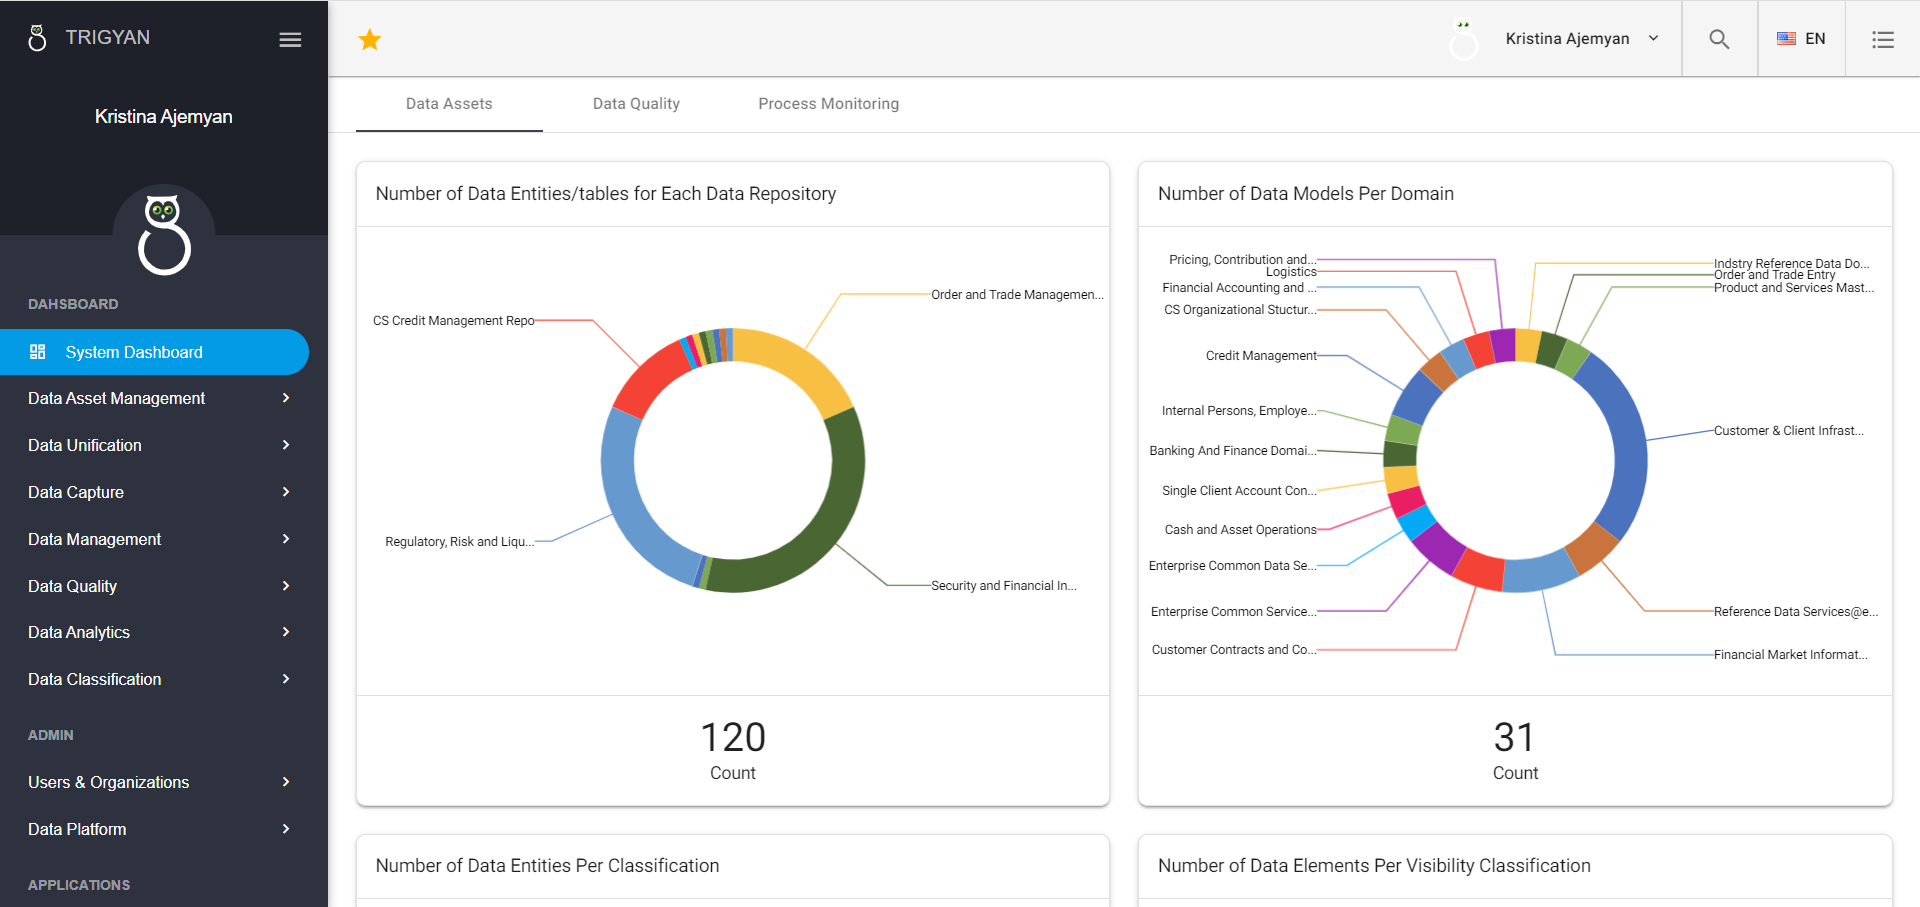 TRIGYAN
Kristina Ajemyan
DAHSBOARD
System Dashboard
Data Asset Management
Data Unification
Data Capture
Data Management
Data Quality
Data Analytics
Data Classification
ADMIN
Users & Organizations
Data Platform
APPLICATIONS
Kristina Ajemyan
EN
Data Assets
Data Quality
Process Monitoring
Number of Data Entities/tables for Each Data Repository
Order and Trade Managemen...
CS Credit Management Repo
Regulatory, Risk and Liqu...
Security and Financial In...
120
Count
Number of Data Models Per Domain
Pricing, Contribution and...
Logistics
Financial Accounting and ...
CS Organizational Stuctur...
Credit Management
Internal Persons, Employe...
Banking And Finance Domai...
Single Client Account Con...
Cash and Asset Operations
Enterprise Common Data Se...
Enterprise Common Service...
Customer Contracts and Co...
Indstry Reference Data Do...
Order and Trade Entry
Product and Services Mast...
Customer & Client Infrast...
Reference Data Services@e...
Financial Market Informat...
31
Count
Number of Data Entities Per Classification
Number of Data Elements Per Visibility Classification